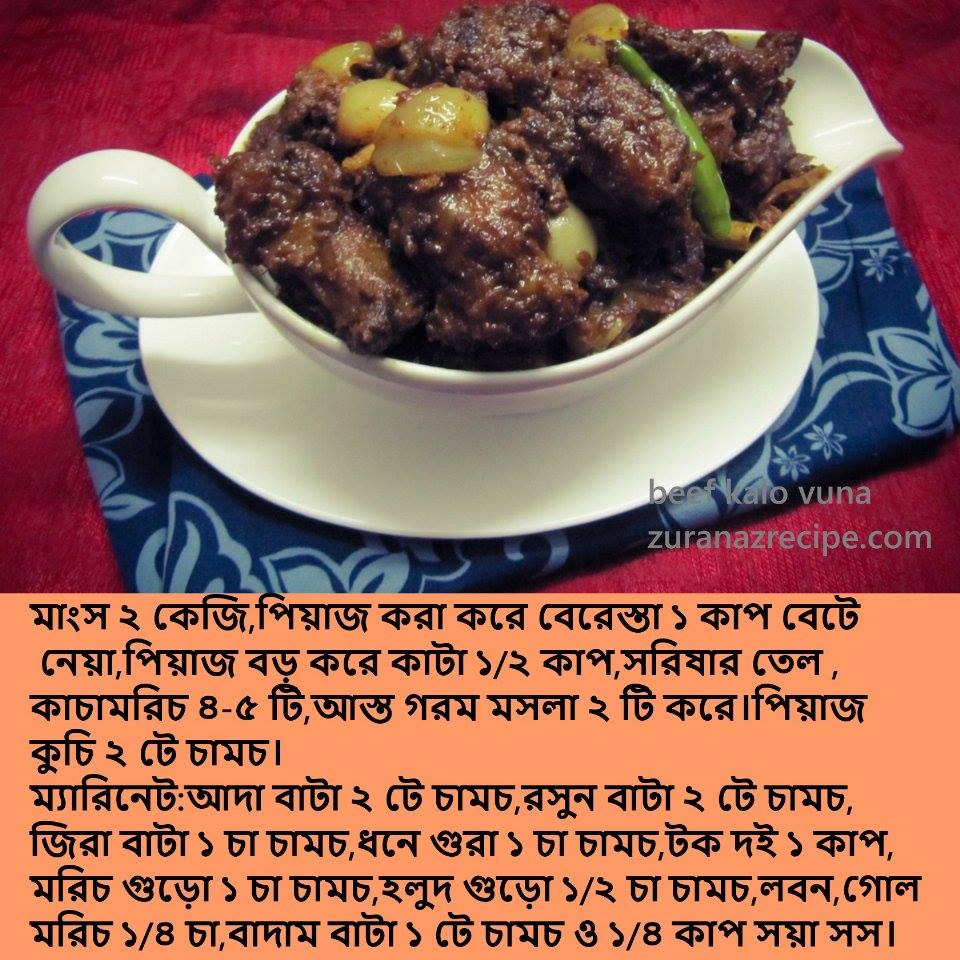 beef kalo vuna
zuranazrecipe.com
মাংস ২ কেজি,পিয়াজ করা করে বেরেস্তা ১ কাপ বেটে
নেয়া,পিয়াজ বড় করে কাটা ১/২ কাপ,সরিষার তেল ,
কাচামরিচ ৪-৫ টি,আস্ত গরম মসলা ২ টি করে।পিয়াজ
কুচি ২ টে চামচ।
ম্যারিনেট:আদা বাটা ২ টে চামচ,রসুন বাটা ২ টে চামচ,
জিরা বাটা ১ চা চামচ,ধনে গুরা ১ চা চামচ,টক দই ১ কাপ,
মরিচ গুড়ো ১ চা চামচ,হলুদ গুড়ো ১/২ চা চামচ,লবন,গোল
মরিচ ১/৪ চা,বাদাম বাটা ১ টে চামচ ও ১/৪ কাপ সয়া সস।